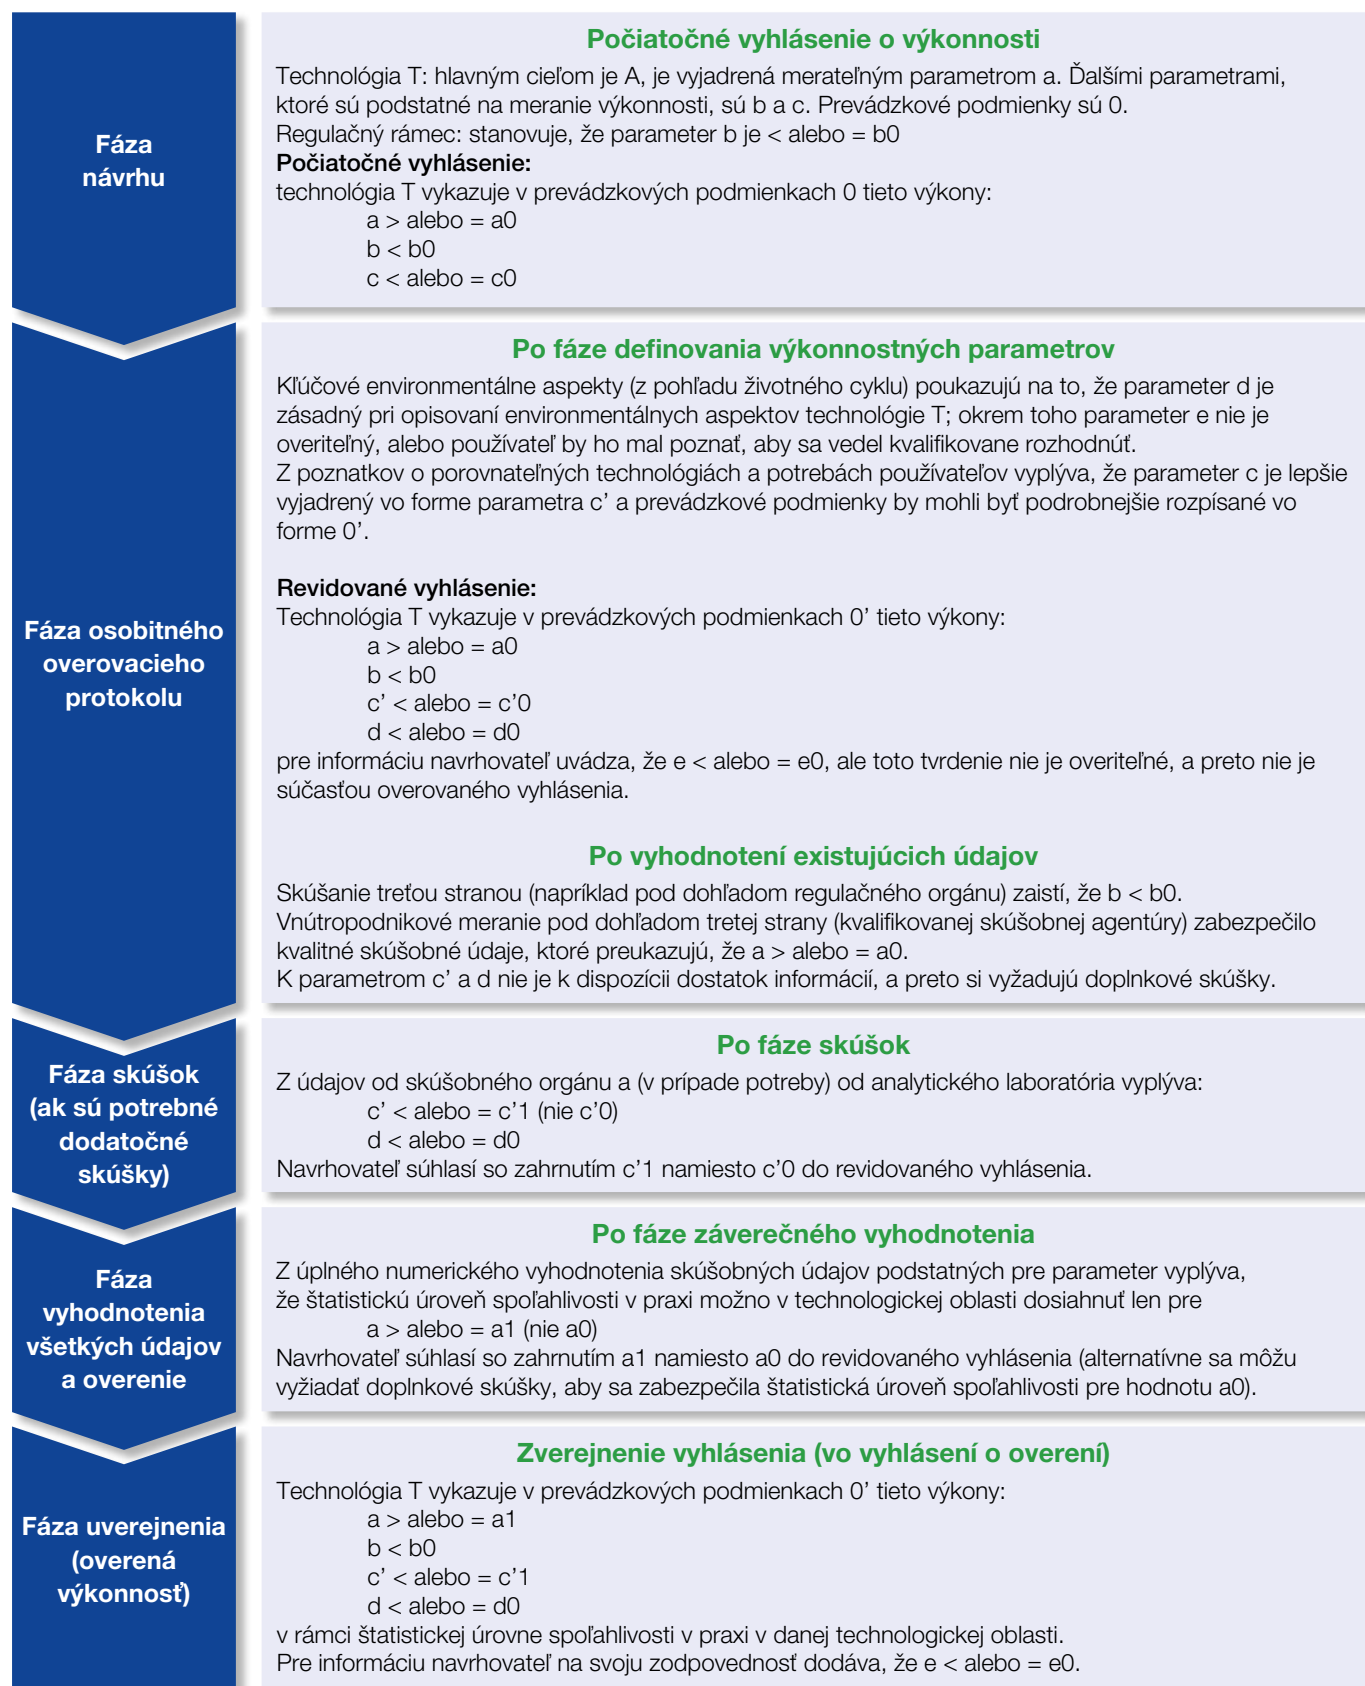 Fáza
návrhu
Počiatočné vyhlásenie o výkonnosti
Technológia T: hlavným cieľom je A, je vyjadrená merateľným parametrom a. Ďalšími parametrami,
ktoré sú podstatné na meranie výkonnosti, sú b a c. Prevádzkové podmienky sú 0.
Regulačný rámec: stanovuje, že parameter b je < alebo = b0
Počiatočné vyhlásenie:
technológia T vykazuje v prevádzkových podmienkach 0 tieto výkony:
a > alebo = a0
b < b0
c < alebo = c0
Fáza osobitného
overovacieho
protokolu
Po fáze definovania výkonnostných parametrov
Kľúčové environmentálne aspekty (z pohľadu životného cyklu) poukazujú na to, že parameter d je
zásadný pri opisovaní environmentálnych aspektov technológie T; okrem toho parameter e nie je
overiteľný, alebo používateľ by ho mal poznať, aby sa vedel kvalifikovane rozhodnúť.
Z poznatkov o porovnateľných technológiách a potrebách používateľov vyplýva, že parameter c je lepšie
vyjadrený vo forme parametra c’ a prevádzkové podmienky by mohli byť podrobnejšie rozpísané vo
forme 0’.
Revidované vyhlásenie:
Technológia T vykazuje v prevádzkových podmienkach 0’ tieto výkony:
a > alebo = a0
b < b0
c’ < alebo = c’0
d < alebo = d0
pre informáciu navrhovateľ uvádza, že e < alebo = e0, ale toto tvrdenie nie je overiteľné, a preto nie je
súčasťou overovaného vyhlásenia.
Po vyhodnotení existujúcich údajov
Skúšanie treťou stranou (napríklad pod dohľadom regulačného orgánu) zaistí, že b < b0.
Vnútropodnikové meranie pod dohľadom tretej strany (kvalifikovanej skúšobnej agentúry) zabezpečilo
kvalitné skúšobné údaje, ktoré preukazujú, že a > alebo = a0.
K parametrom c’ a d nie je k dispozícii dostatok informácií, a preto si vyžadujú doplnkové skúšky.
Fáza skúšok
(ak sú potrebné
dodatočné
skúšky)
Po fáze skúšok
Z údajov od skúšobného orgánu a (v prípade potreby) od analytického laboratória vyplýva:
c’ < alebo = c’1 (nie c’0)
d < alebo = d0
Navrhovateľ súhlasí so zahrnutím c’1 namiesto c’0 do revidovaného vyhlásenia.
Fáza
vyhodnotenia
všetkých údajov
a overenie
Po fáze záverečného vyhodnotenia
Z úplného numerického vyhodnotenia skúšobných údajov podstatných pre parameter vyplýva,
že štatistickú úroveň spoľahlivosti v praxi možno v technologickej oblasti dosiahnuť len pre
a > alebo = a1 (nie a0)
Navrhovateľ súhlasí so zahrnutím a1 namiesto a0 do revidovaného vyhlásenia (alternatívne sa môžu
vyžiadať doplnkové skúšky, aby sa zabezpečila štatistická úroveň spoľahlivosti pre hodnotu a0).
Fáza uverejnenia
(overená
výkonnosť)
Zverejnenie vyhlásenia (vo vyhlásení o overení)
Technológia T vykazuje v prevádzkových podmienkach 0’ tieto výkony:
a > alebo = a1
b < b0
c’ < alebo = c’1
d < alebo = d0
v rámci štatistickej úrovne spoľahlivosti v praxi v danej technologickej oblasti.
Pre informáciu navrhovateľ na svoju zodpovednosť dodáva, že e < alebo = e0.